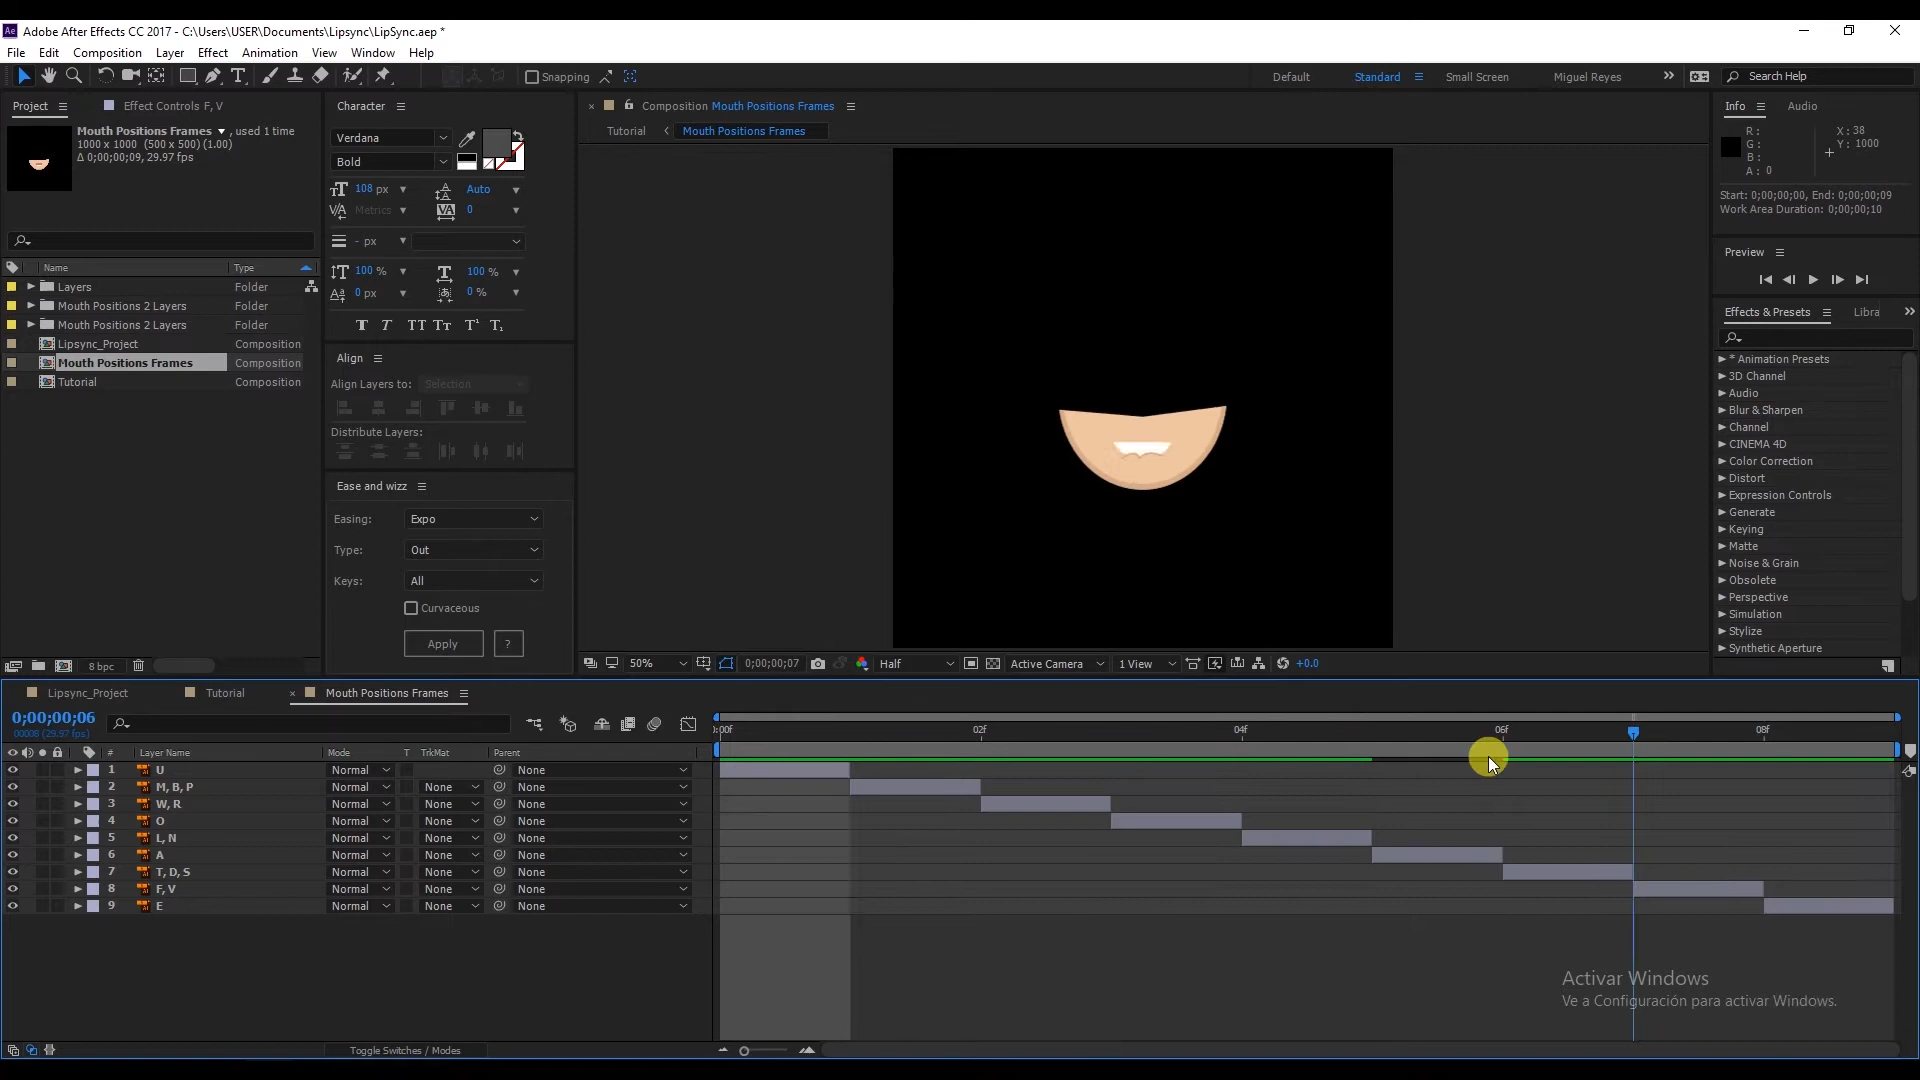 Adobe After Effects CC 2017 - C:\Users\USER\Documents\Lipsync\LipSync.aep *
File Edit Composition Layer Effect Animation View Window Help
Snapping Default Standard Small Screen Miguel Reyes Search Help
Project Effect Controls F, V
Mouth Positions Frames , used 1 time
1000 x 1000 (500 x 500) (1.00)
Δ 0;00;00;09, 29.97 fps
Name Type
Layers Folder
Mouth Positions 2 Layers Folder
Mouth Positions 2 Layers Folder
Lipsync_Project Composition
Mouth Positions Frames Composition
Tutorial Composition
8 bpc
Character
Verdana
Bold
108 px Auto
Metrics 0
- px
100 % 100 %
0 px 0 %
Align
Align Layers to: Selection
Distribute Layers:
Ease and wizz
Easing: Expo
Type: Out
Keys: All
Curvaceous
Apply ?
Composition Mouth Positions Frames
Tutorial Mouth Positions Frames
50% 0;00;00;07 Half Active Camera 1 View +0.0
Info Audio
R: X: 38
G: Y: 1000
B:
A: 0
Start: 0;00;00;00, End: 0;00;00;09
Work Area Duration: 0;00;00;10
Preview
Effects & Presets Libra
* Animation Presets
3D Channel
Audio
Blur & Sharpen
Channel
CINEMA 4D
Color Correction
Distort
Expression Controls
Generate
Keying
Matte
Noise & Grain
Obsolete
Perspective
Simulation
Stylize
Synthetic Aperture
Lipsync_Project Tutorial Mouth Positions Frames
0;00;00;06
00008 (29.97 fps)
:00f 02f 04f 06f 08f
# Layer Name Mode T TrkMat Parent
1 U Normal None
2 M, B, P Normal None None
3 W, R Normal None None
4 O Normal None None
5 L, N Normal None None
6 A Normal None None
7 T, D, S Normal None None
8 F, V Normal None None
9 E Normal None None
Activar Windows
Ve a Configuración para activar Windows.
Toggle Switches / Modes